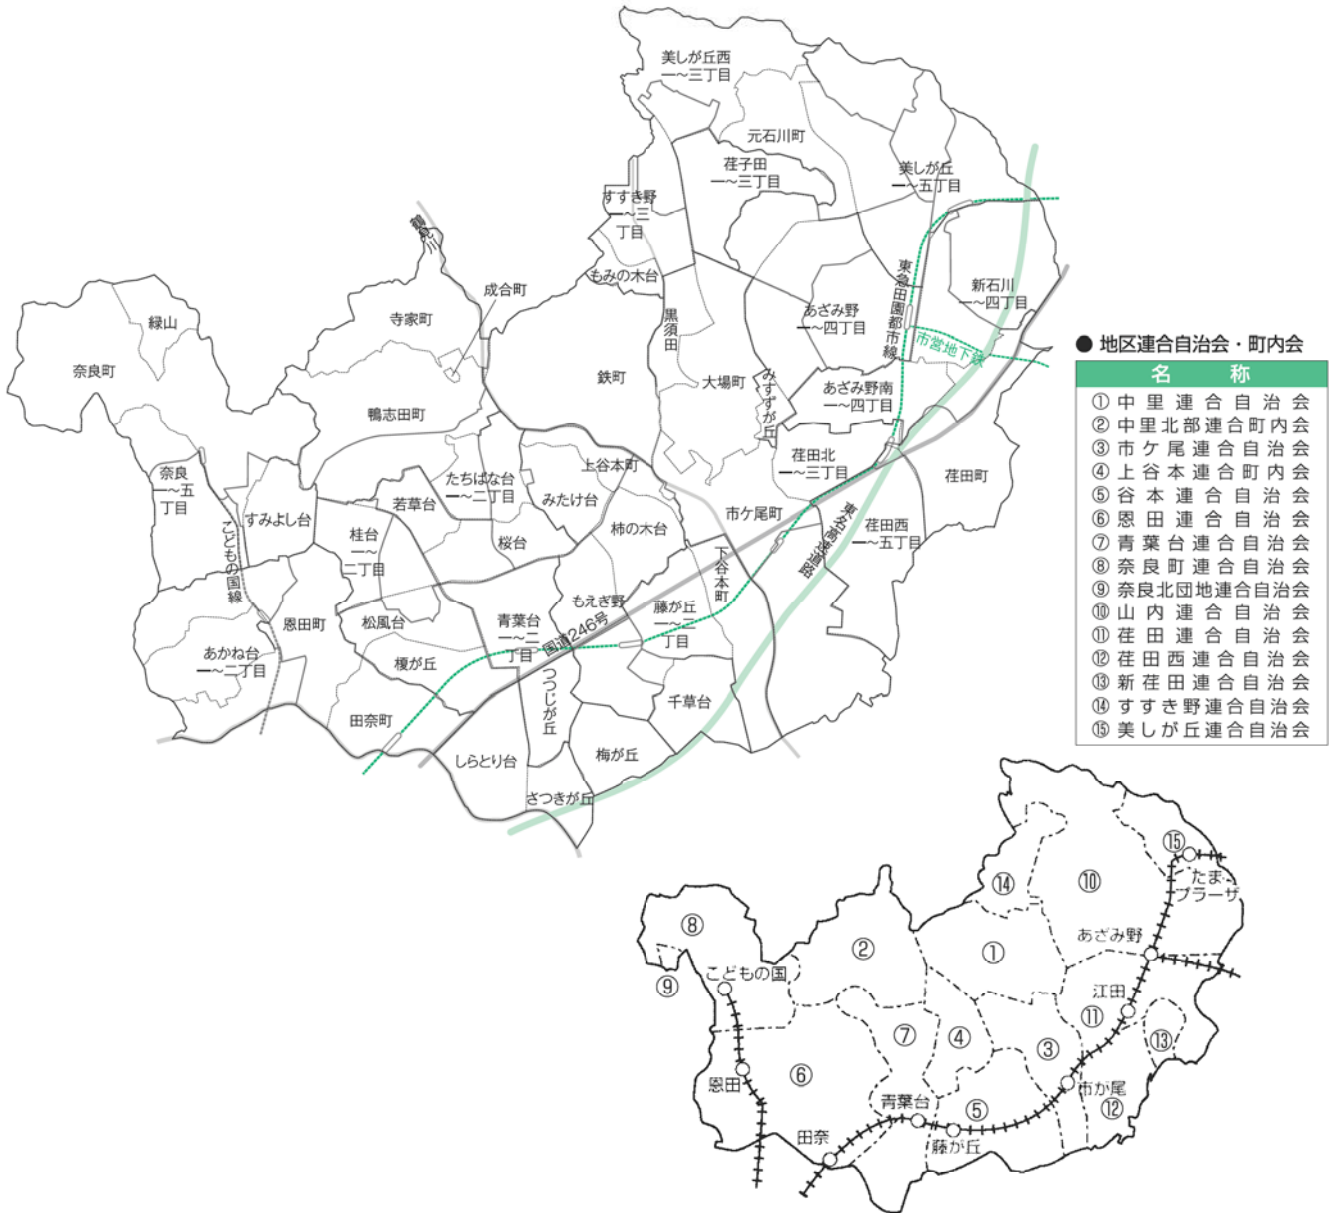 美しが丘西
一〜三丁目
元石川町
荏子田
一〜三丁目
美しが丘
一〜五丁目
すすき野
一〜三
丁目
もみの木台
鶴見川
成合町
寺家町
緑山
奈良町
鴨志田町
鉄町
黒須田
大場町
みすずが丘
あざみ野
一〜四丁目
東急田園都市線
新石川
一〜四丁目
市営地下鉄
あざみ野南
一〜四丁目
荏田北
一〜三丁目
荏田町
荏田西
一〜五丁目
東名高速道路
市ケ尾町
上谷本町
みたけ台
柿の木台
下谷本町
たちばな台
一〜二丁目
若草台
桜台
奈良
一〜五
丁目
こどもの国線
すみよし台
桂台
一〜
二丁目
恩田町
松風台
榎が丘
青葉台
一〜二
丁目
もえぎ野
国道246号
藤が丘
一〜二
丁目
あかね台
一〜二丁目
田奈町
つつじが丘
千草台
しらとり台
梅が丘
さつきが丘
● 地区連合自治会・町内会
名 称
① 中里連合自治会
② 中里北部連合町内会
③ 市ケ尾連合自治会
④ 上谷本連合町内会
⑤ 谷本連合自治会
⑥ 恩田連合自治会
⑦ 青葉台連合自治会
⑧ 奈良町連合自治会
⑨ 奈良北団地連合自治会
⑩ 山内連合自治会
⑪ 荏田連合自治会
⑫ 荏田西連合自治会
⑬ 新荏田連合自治会
⑭ すすき野連合自治会
⑮ 美しが丘連合自治会
⑮
たま
プラーザ
⑭
⑩
⑧
②
①
あざみ野
こどもの国
⑨
江田
⑪
⑬
⑦
④
③
⑥
恩田
市が尾
⑫
青葉台
⑤
田奈
藤が丘